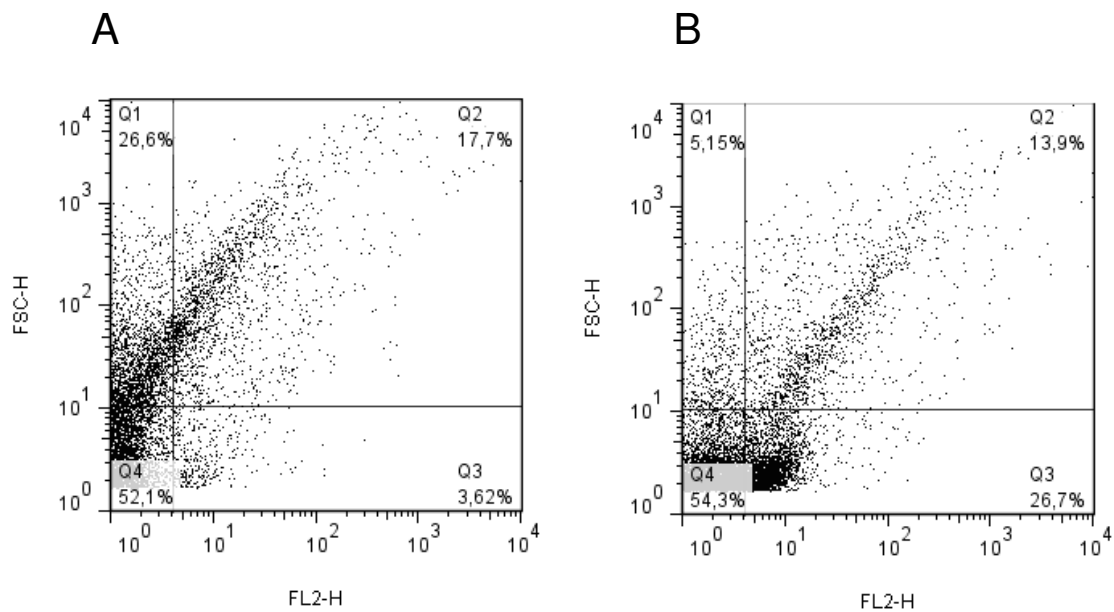 A
B
Q1
26,6%
Q2
17,7%
10^4
10^3
10^2
10^1
10^0
FSC-H
Q4
52,1%
Q3
3,62%
10^0 10^1 10^2 10^3 10^4
FL2-H
Q1
5,15%
Q2
13,9%
10^4
10^3
10^2
10^1
10^0
FSC-H
Q4
54,3%
Q3
26,7%
10^0 10^1 10^2 10^3 10^4
FL2-H